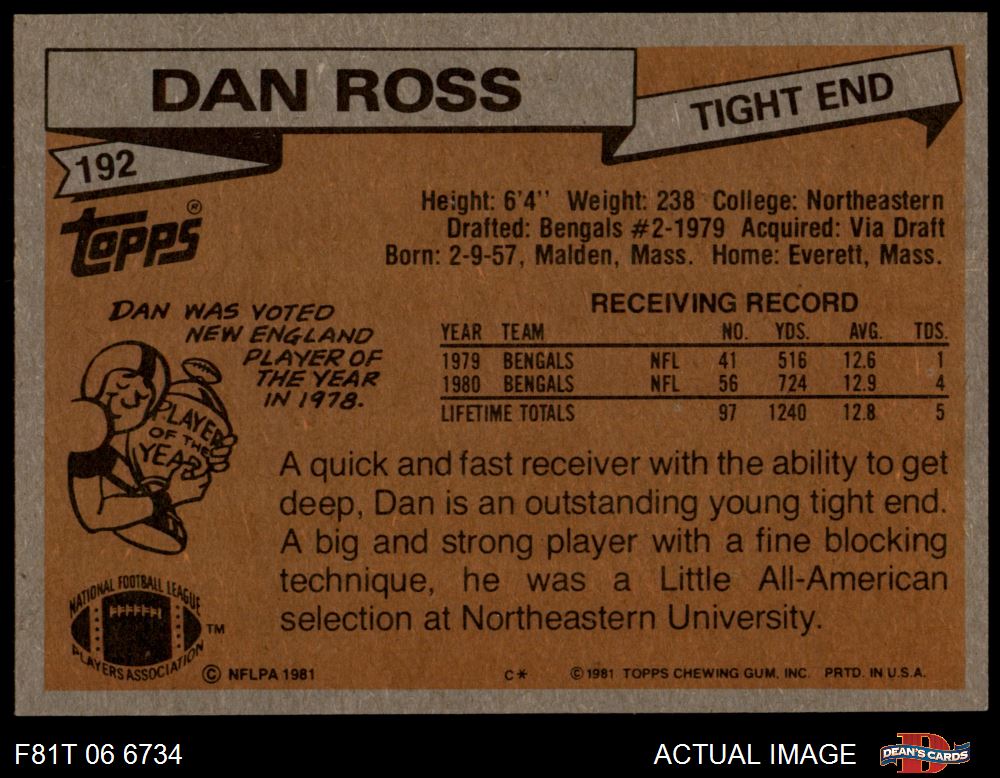 DAN ROSS
TIGHT END
192
TOPPS®
Height: 6'4'' Weight: 238 College: Northeastern
Drafted: Bengals #2-1979 Acquired: Via Draft
Born: 2-9-57, Malden, Mass. Home: Everett, Mass.
DAN WAS VOTED
NEW ENGLAND
PLAYER OF
THE YEAR
IN 1978.
PLAYER
OF THE
YEAR
RECEIVING RECORD
YEAR TEAM NO. YDS. AVG. TDS.
1979 BENGALS NFL 41 516 12.6 1
1980 BENGALS NFL 56 724 12.9 4
LIFETIME TOTALS 97 1240 12.8 5
A quick and fast receiver with the ability to get
deep, Dan is an outstanding young tight end.
A big and strong player with a fine blocking
technique, he was a Little All-American
selection at Northeastern University.
NATIONAL FOOTBALL LEAGUE
PLAYERS ASSOCIATION
TM
© NFLPA 1981
C*
© 1981 TOPPS CHEWING GUM, INC. PRTD. IN U.S.A.
F81T 06 6734
ACTUAL IMAGE
DEAN'S CARDS